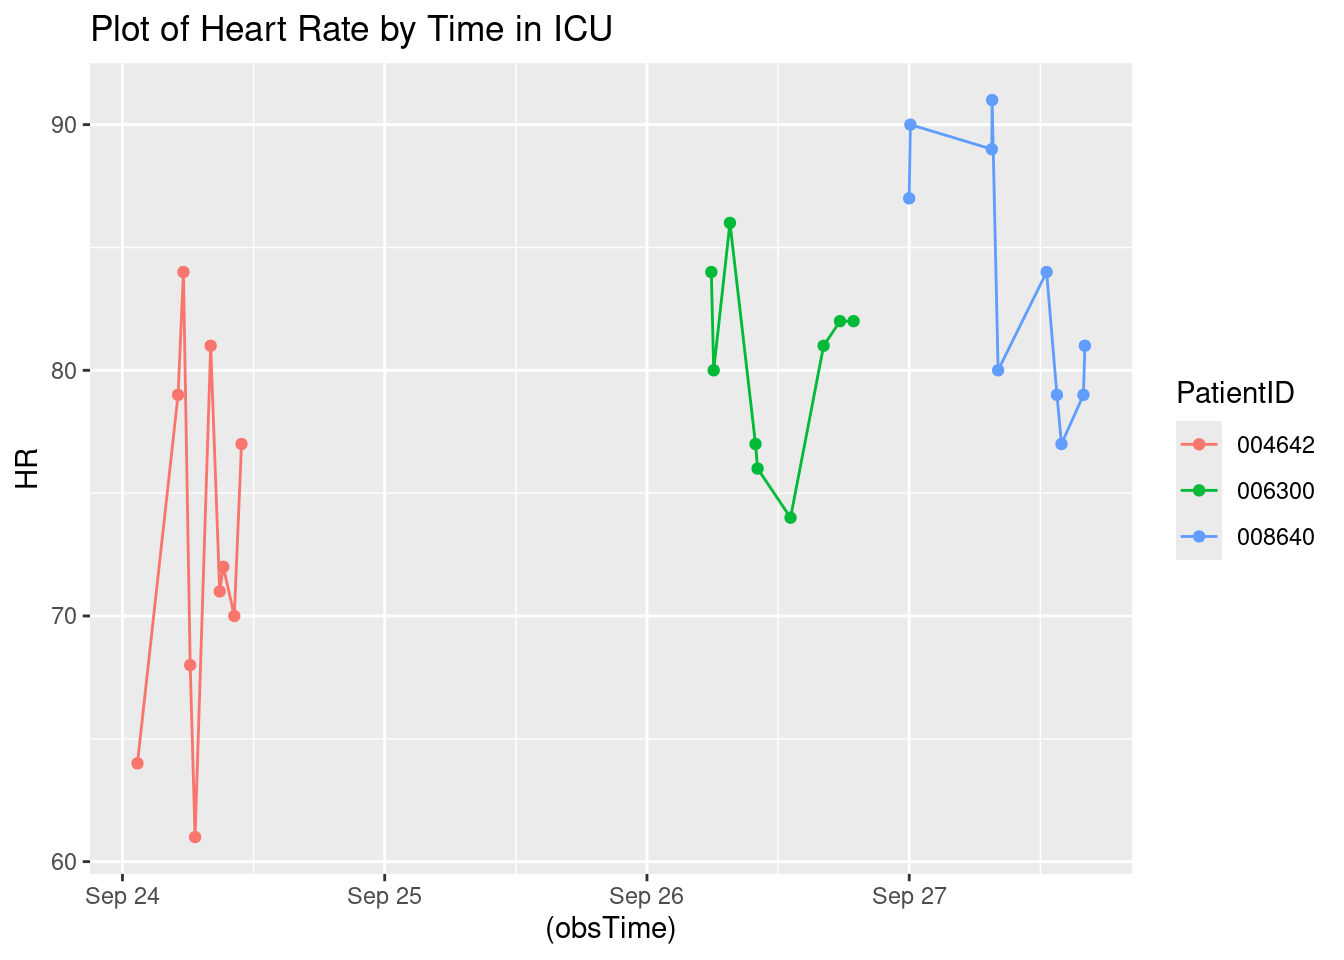 Plot of Heart Rate by Time in ICU
90
80
70
60
HR
Sep 24
Sep 25
Sep 26
Sep 27
(obsTime)
PatientID
004642
006300
008640